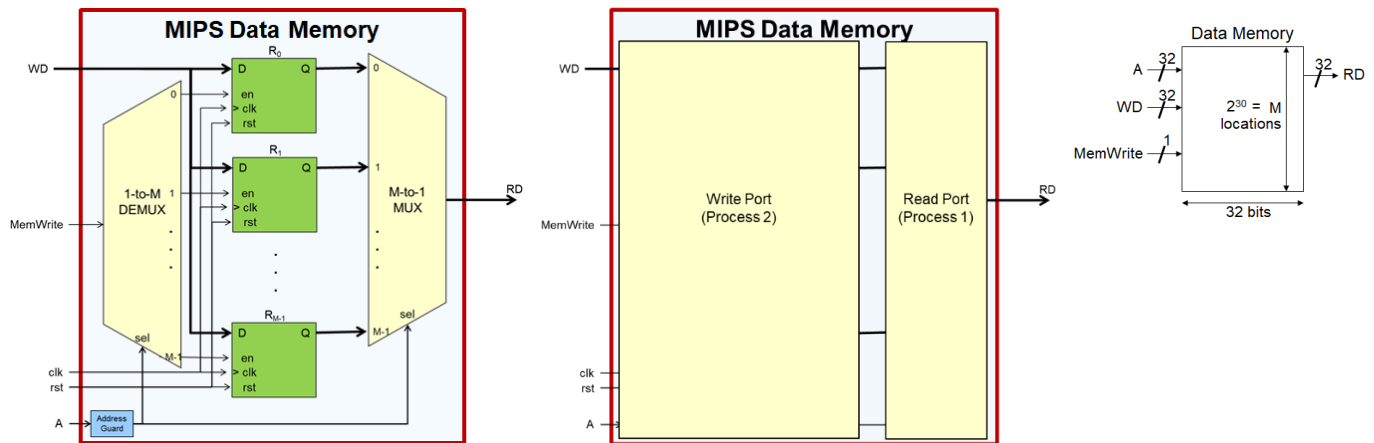 MIPS Data Memory
R0
WD
D
Q
0
0
en
> clk
rst
R1
D
Q
1
1-to-M
DEMUX
1
en
> clk
rst
M-to-1
MUX
RD
MemWrite
.
.
.
.
.
.
.
.
.
RM-1
sel
D
Q
M-1
sel
M-1
en
clk
> clk
rst
rst
A
Address
Guard
MIPS Data Memory
WD
Write Port
(Process 2)
Read Port
(Process 1)
RD
MemWrite
clk
rst
A
Data Memory
A
32
32
RD
WD
32
2^30 = M
locations
MemWrite
1
32 bits